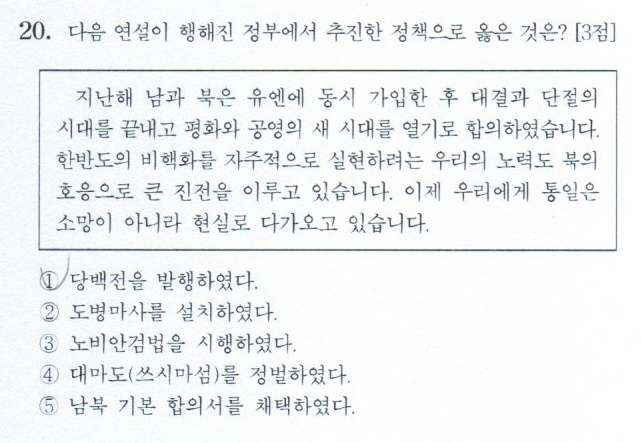 20. 다음 연설이 행해진 정부에서 추진한 정책으로 옳은 것은? [3점]
지난해 남과 북은 유엔에 동시 가입한 후 대결과 단절의
시대를 끝내고 평화와 공영의 새 시대를 열기로 합의하였습니다.
한반도의 비핵화를 자주적으로 실현하려는 우리의 노력도 북의
호응으로 큰 진전을 이루고 있습니다. 이제 우리에게 통일은
소망이 아니라 현실로 다가오고 있습니다.
① 당백전을 발행하였다.
② 도병마사를 설치하였다.
③ 노비안검법을 시행하였다.
④ 대마도(쓰시마섬)를 정벌하였다.
⑤ 남북 기본 합의서를 채택하였다.